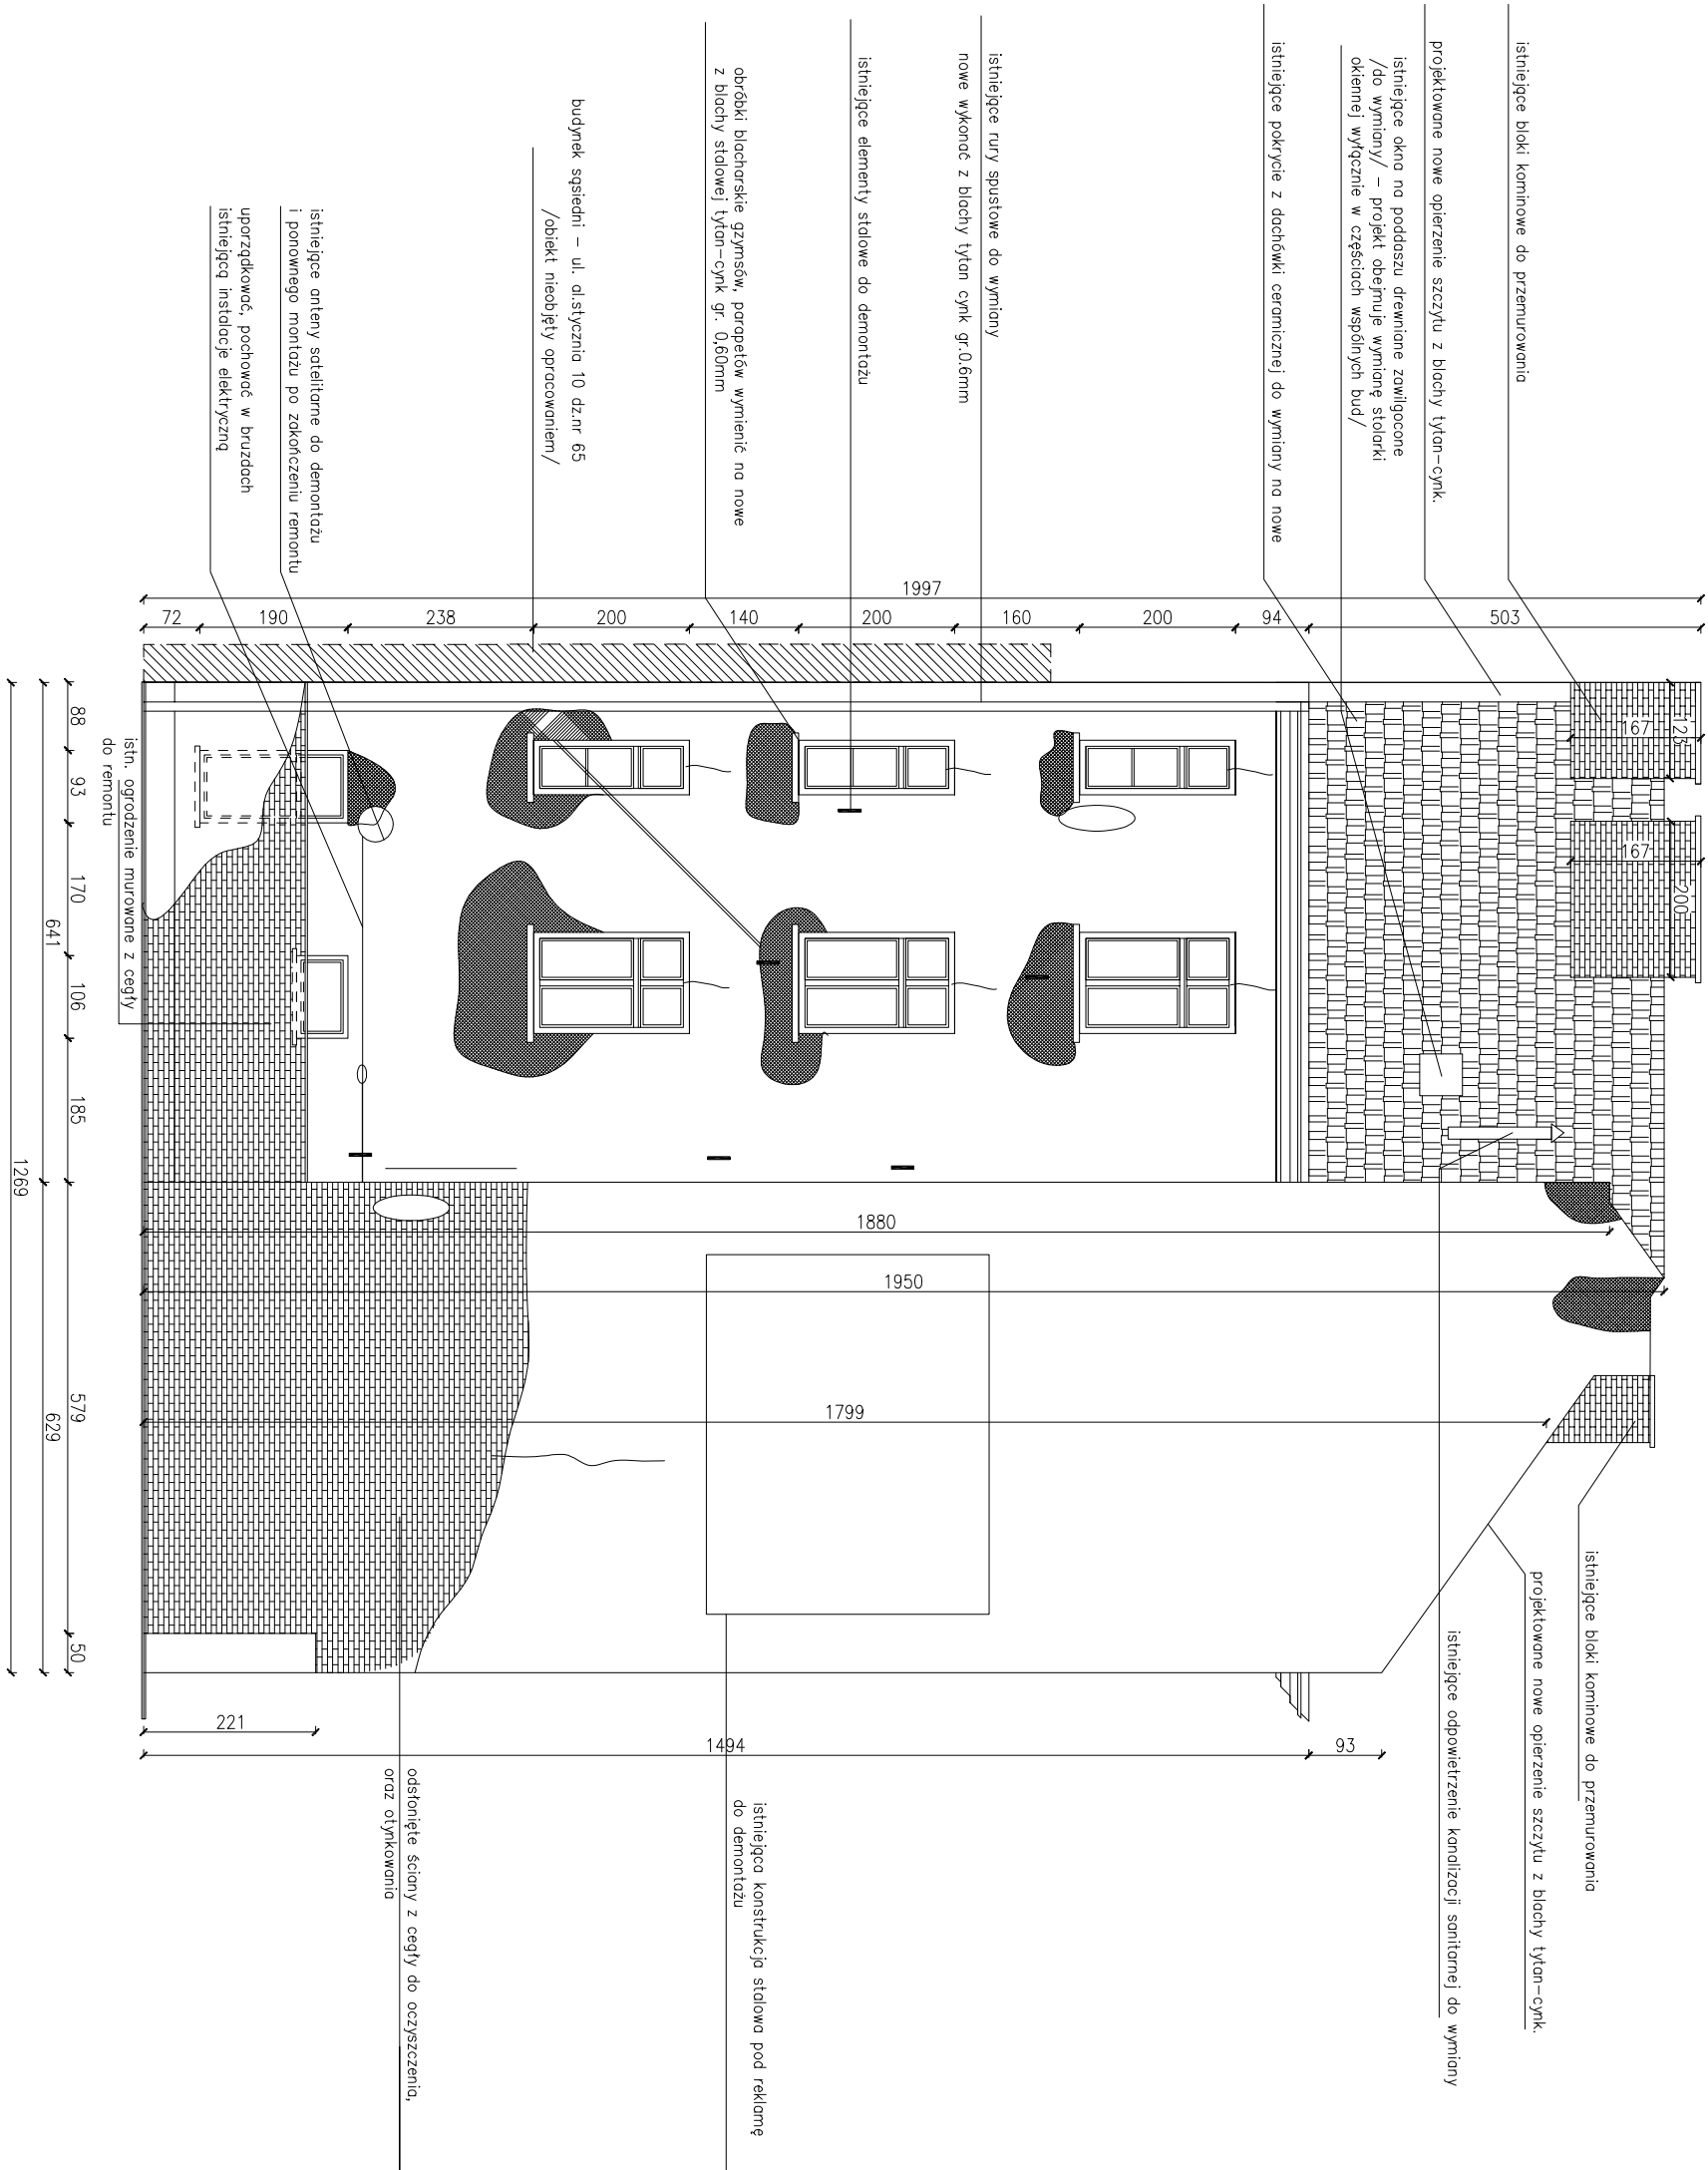 istniejące bloki kominowe do przemurowania
projektowane nowe opierzenie szczytu z blachy tytan-cynk.
istniejące okna na poddaszu drewniane zawilgocone
/do wymiany/ – projekt obejmuje wymianę stolarki
okiennej wyłącznie w częściach wspólnych bud/
istniejące pokrycie z dachówki ceramicznej do wymiany na nowe
istniejące rury spustowe do wymiany
nowe wykonać z blachy tytan cynk gr.0.6mm
istniejące elementy stalowe do demontażu
obróbki blacharskie gzymsów, parapetów wymienić na nowe
z blachy stalowej tytan-cynk gr. 0,60mm
budynek sąsiedni – ul. al.stycznia 10 dz.nr 65
/obiekt nieobjęty opracowaniem/
istniejące anteny satelitarne do demontażu
i ponownego montażu po zakończeniu remontu
uporządkować, pochować w bruzdach
istniejącą instalacje elektryczną
1997
72
190
238
200
140
200
160
200
94
503
123
167
200
167
istn. ogrodzenie murowane z cegły
do remontu
1880
1950
1799
88
93
170
106
185
579
50
641
629
1269
221
1494
93
istniejące bloki kominowe do przemurowania
projektowane nowe opierzenie szczytu z blachy tytan-cynk.
istniejące odpowietrzenie kanalizacji sanitarnej do wymiany
istniejąca konstrukcja stalowa pod reklamę
do demontażu
odsłonięte ściany z cegły do oczyszczenia,
oraz otynkowania